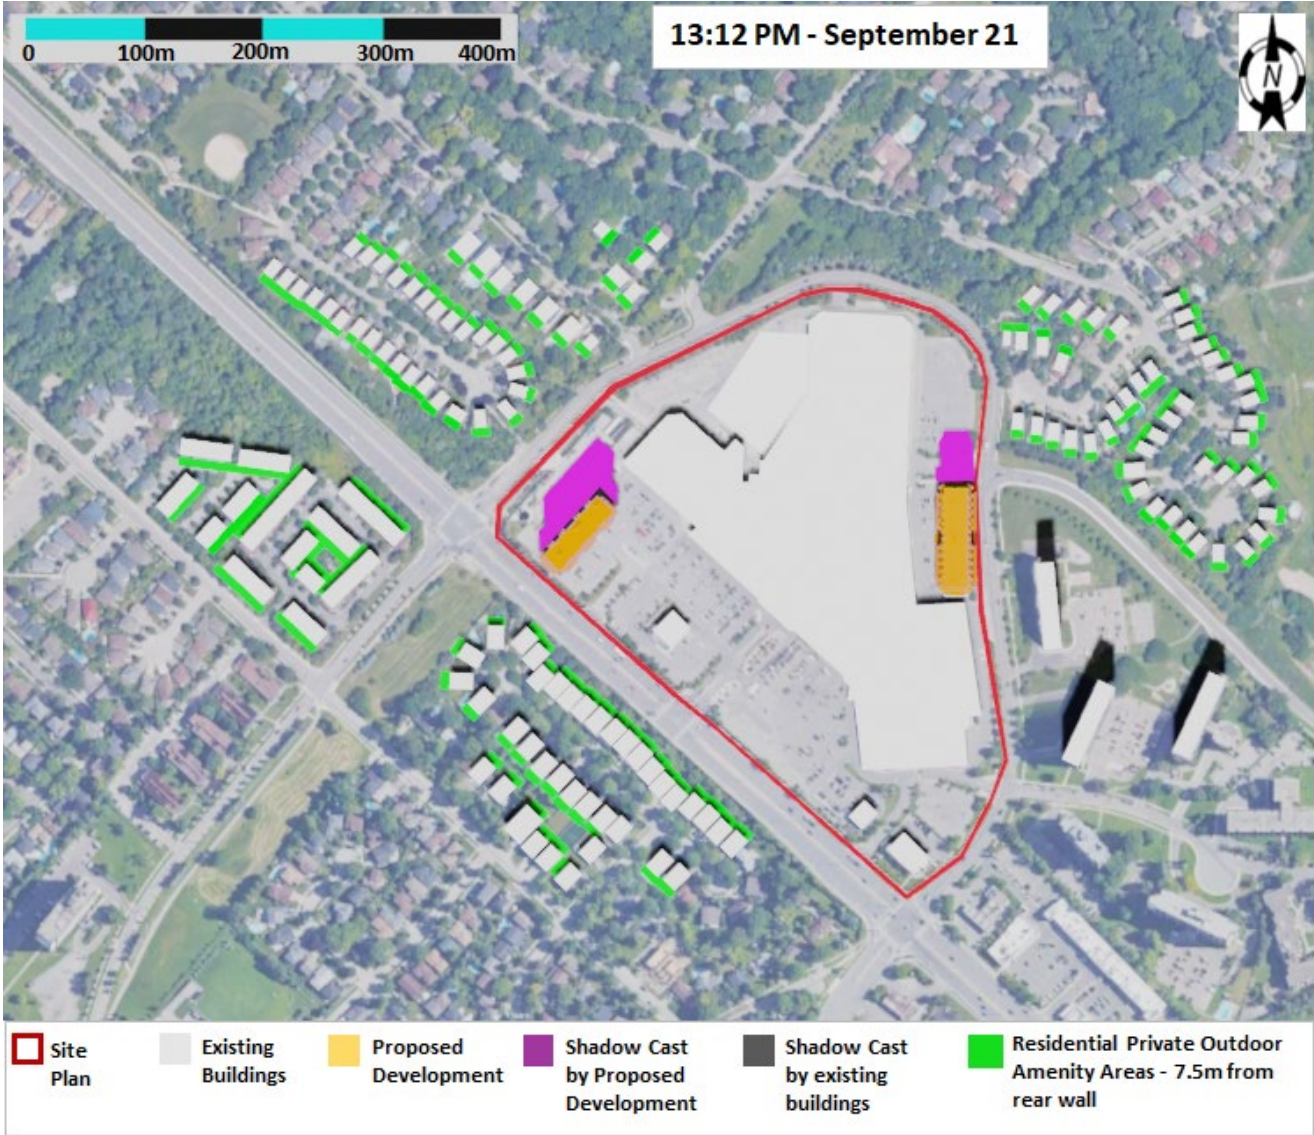 0 100m 200m 300m 400m
13:12 PM - September 21
N
Site
Plan
Existing
Buildings
Proposed
Development
Shadow Cast
by Proposed
Development
Shadow Cast
by existing
buildings
Residential Private Outdoor
Amenity Areas - 7.5m from
rear wall